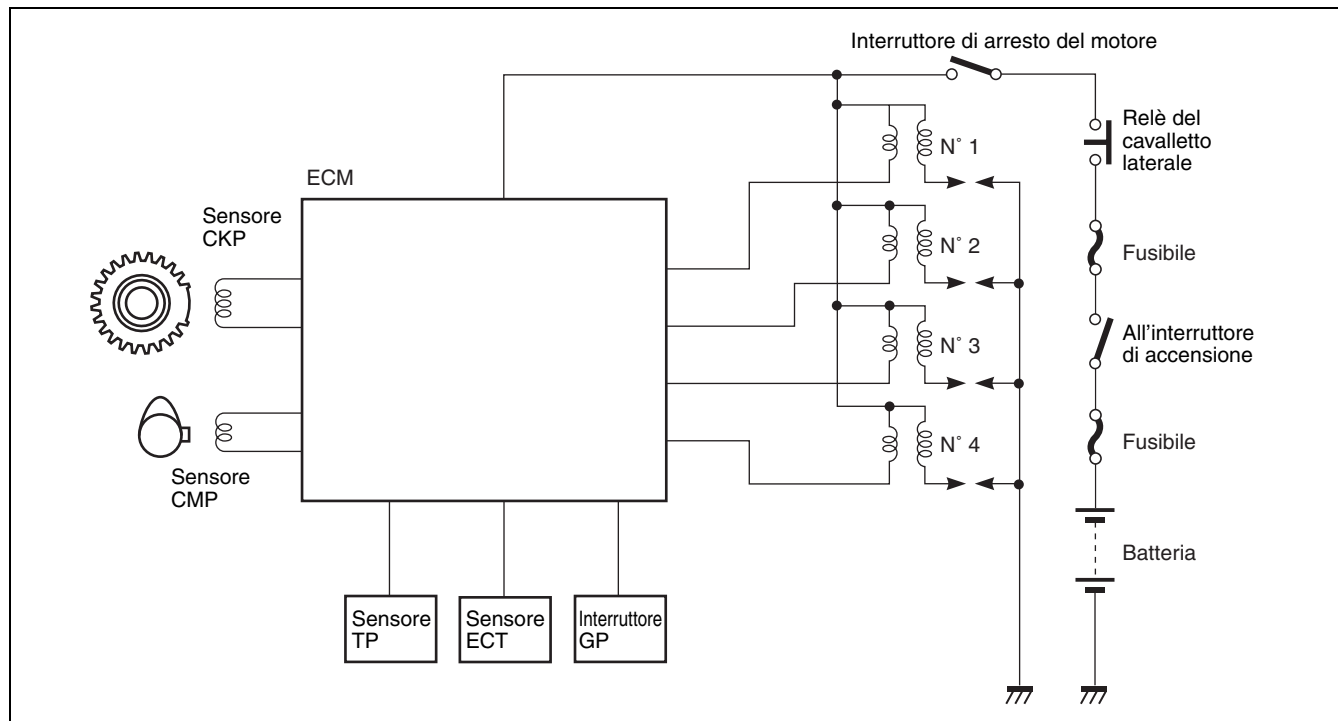 Interruttore di arresto del motore
Relè del
cavalletto
laterale
N˚ 1
ECM
Sensore
CKP
N˚ 2
Fusibile
N˚ 3
All'interruttore
di accensione
N˚ 4
Fusibile
Sensore
CMP
Batteria
Sensore
TP
Sensore
ECT
Interruttore
GP